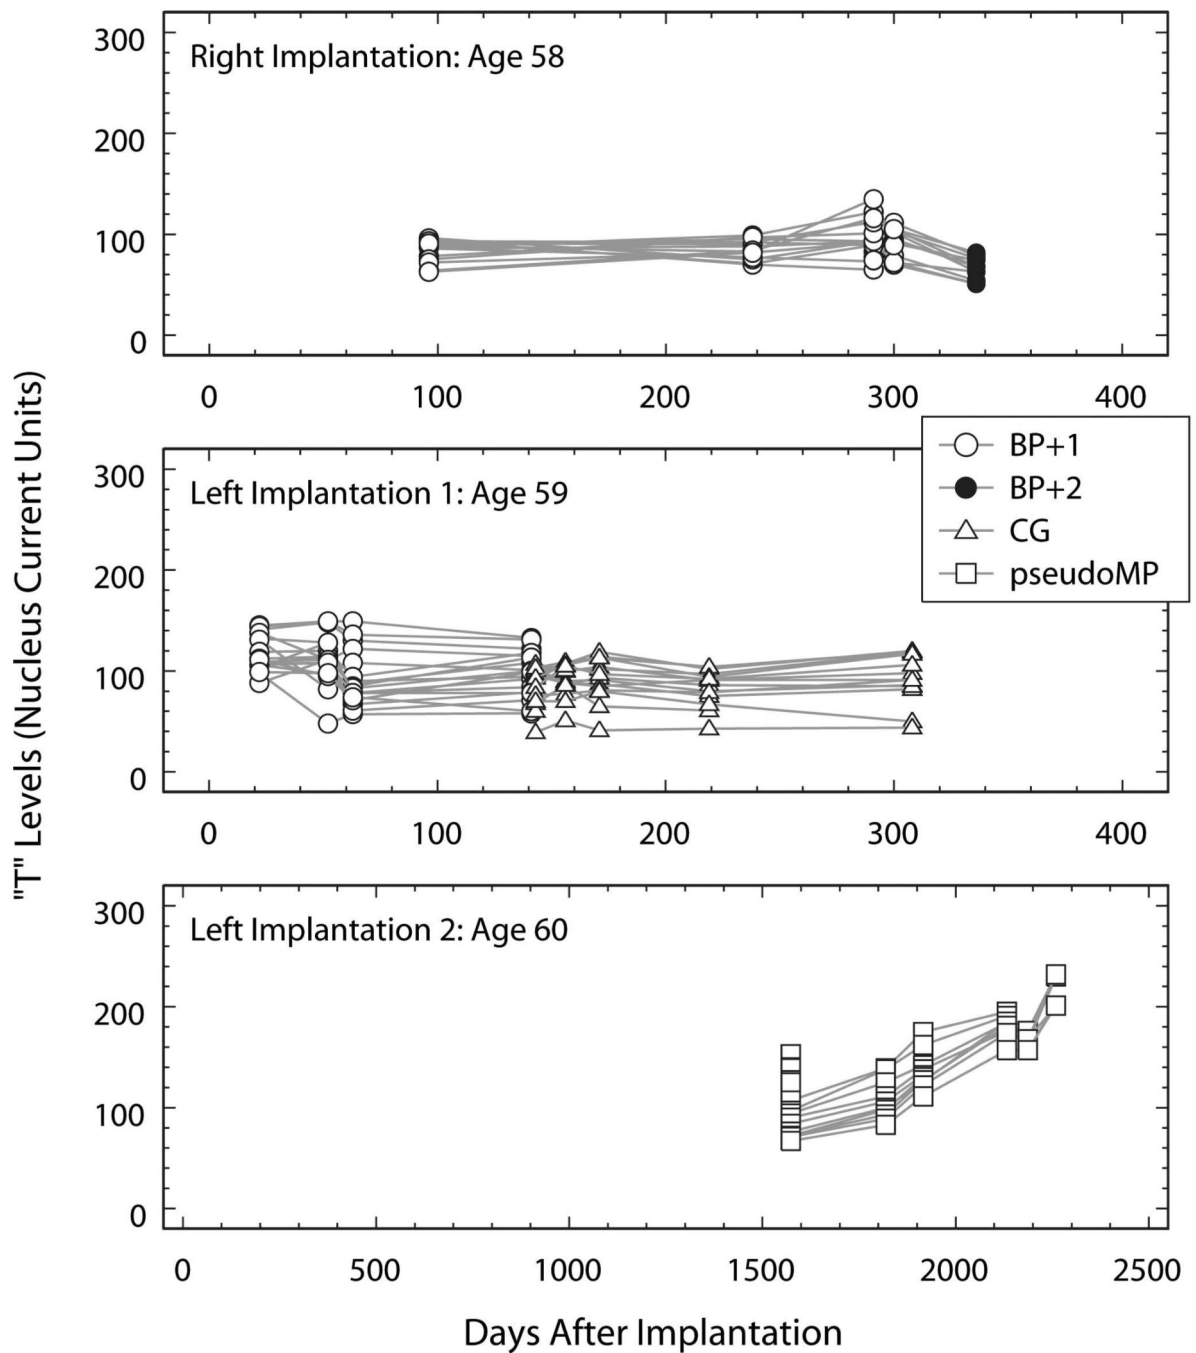 "T" Levels (Nucleus Current Units)
Right Implantation: Age 58
300
200
100
0
0 100 200 300 400
BP+1
BP+2
CG
pseudoMP
Left Implantation 1: Age 59
300
200
100
0
0 100 200 300 400
Left Implantation 2: Age 60
300
200
100
0
0 500 1000 1500 2000 2500
Days After Implantation